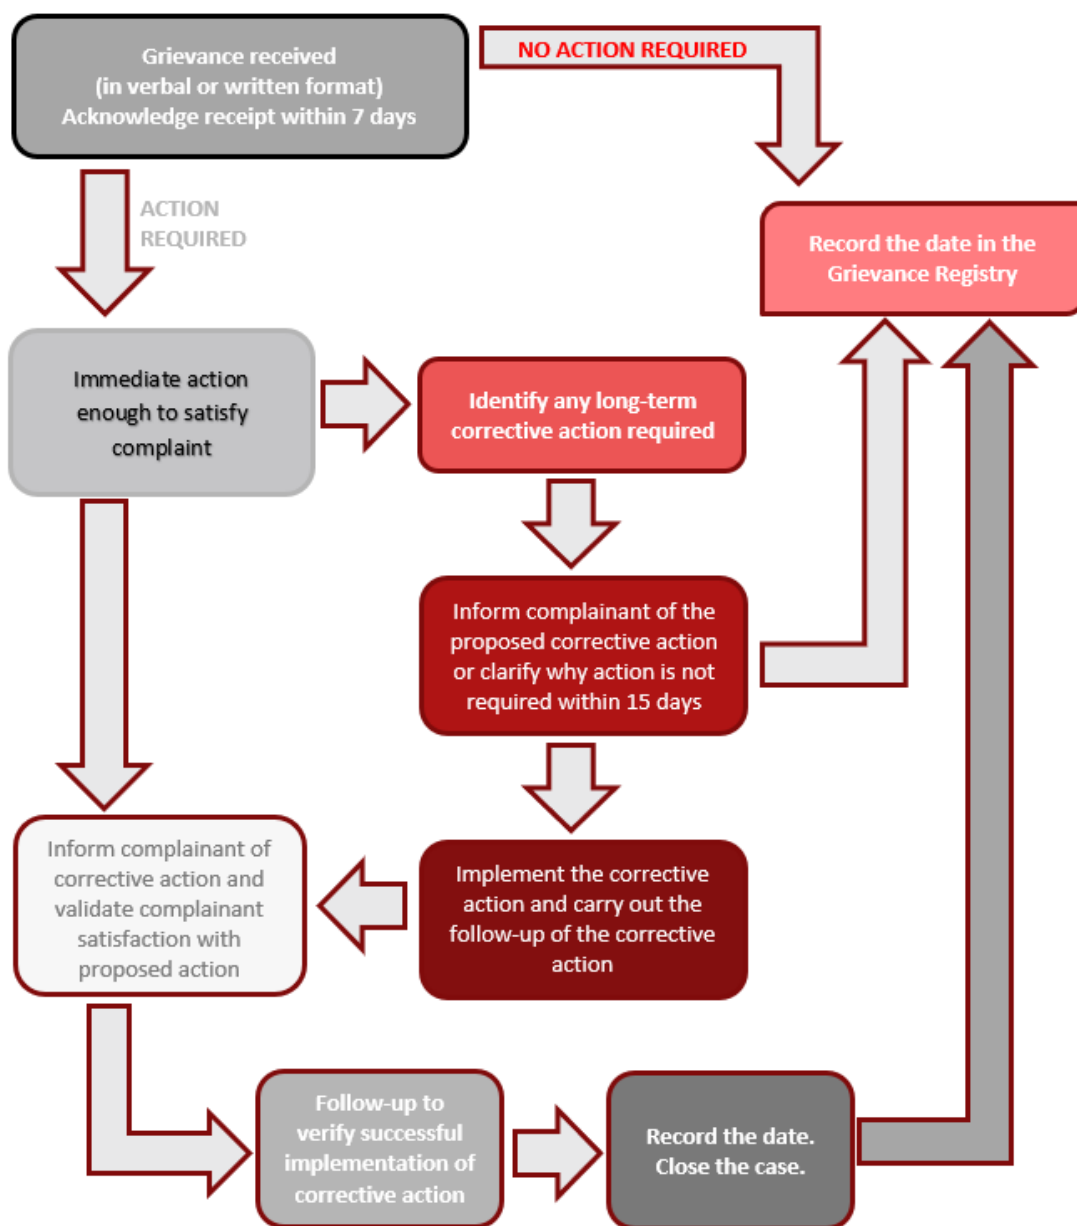 Grievance received
(in verbal or written format)
Acknowledge receipt within 7 days
NO ACTION REQUIRED
ACTION
REQUIRED
Record the date in the
Grievance Registry
Immediate action
enough to satisfy
complaint
Identify any long-term
corrective action required
Inform complainant of the
proposed corrective action
or clarify why action is not
required within 15 days
Inform complainant of
corrective action and
validate complainant
satisfaction with
proposed action
Implement the corrective
action and carry out the
follow-up of the corrective
action
Follow-up to
verify successful
implementation of
corrective action
Record the date.
Close the case.